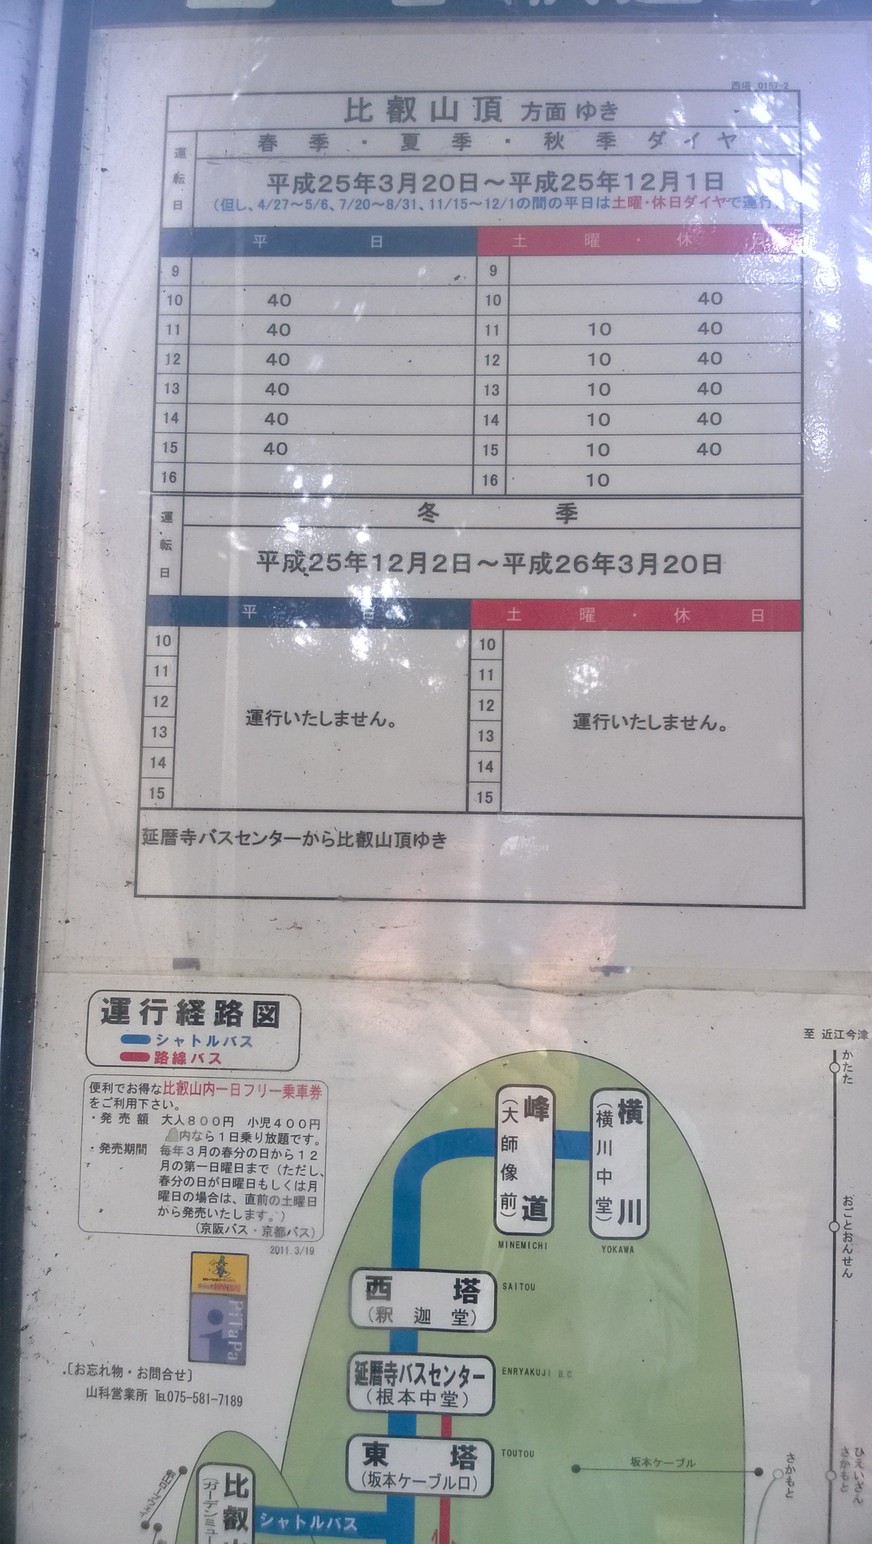 西塔 0157-2
比叡山頂 方面 ゆき
春季・夏季・秋季ダイヤ
運転日
平成25年3月20日～平成25年12月1日
(但し、4/27～5/6、7/20～8/31、11/15～12/1の間の平日は土曜・休日ダイヤで運行
平日 土曜・休日
9 9
10 40 10 40
11 40 11 10 40
12 40 12 10 40
13 40 13 10 40
14 40 14 10 40
15 40 15 10 40
16 16 10
運転日
冬季
平成25年12月2日～平成26年3月20日
平日 土曜・休日
10 10
11 11
12 12
運行いたしません。 運行いたしません。
13 13
14 14
15 15
延暦寺バスセンターから比叡山頂ゆき
運行経路図
シャトルバス
路線バス
便利でお得な比叡山内一日フリー乗車券
をご利用下さい。
・発売額 大人800円 小児400円
内なら1日乗り放題です。
・発売期間 毎年3月の春分の日から12
月の第一日曜日まで(ただし、
春分の日が日曜日もしくは月
曜日の場合は、直前の土曜日
から発売いたします。)
(京阪バス・京都バス)
2011.3/19
PiTaPa
〔お忘れ物・お問合せ〕
山科営業所 ℡075-581-7189
至 近江今津
かたた
おごとおんせん
ひえいざん
さかもと
さかもと
坂本ケーブル
横川
(横川中堂)
YOKAWA
峰道
(大師像前)
MINEMICHI
西塔
(釈迦堂)
SAITOU
延暦寺バスセンター
(根本中堂)
ENRYAKUJI B.C
東塔
(坂本ケーブル口)
TOUTOU
シャトルバス
比叡
(ガーデンミュー